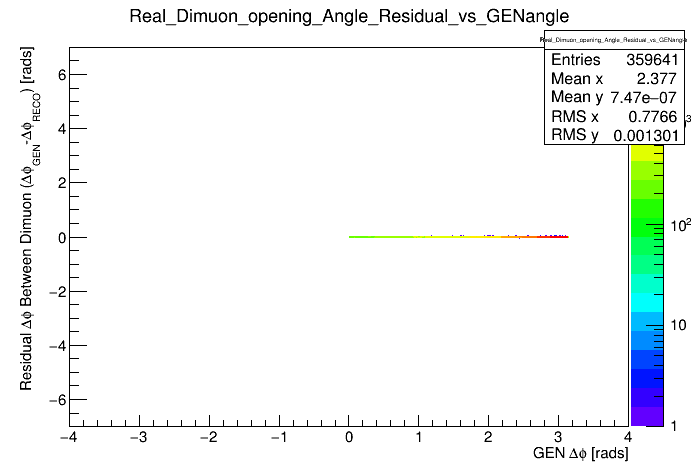 Real_Dimuon_opening_Angle_Residual_vs_GENangle
Real_Dimuon_opening_Angle_Residual_vs_GENangle
Entries 359641
Mean x 2.377
Mean y 7.47e−07
RMS x 0.7766
RMS y 0.001301
Residual Δϕ Between Dimuon (Δϕ_GEN-Δϕ_RECO) [rads]
6
4
2
0
−2
−4
−6
−4 −3 −2 −1 0 1 2 3 4
GEN Δϕ [rads]
3
10²
10
1